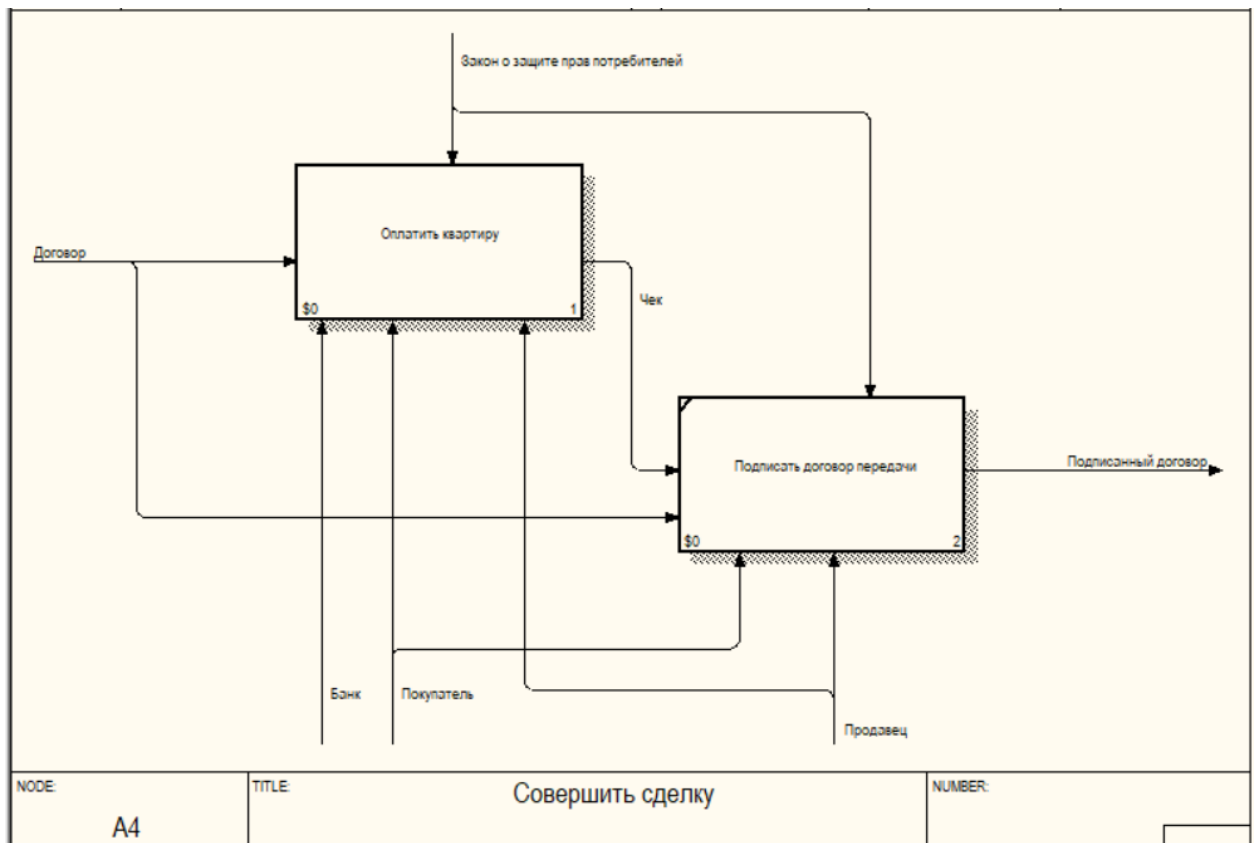 Закон о защите прав потребителей
Оплатить квартиру
Договор
$0
1
Чек
Подписать договор передачи
Подписанный договор
$0
2
Банк
Покупатель
Продавец
NODE:
TITLE:
Совершить сделку
NUMBER:
A4